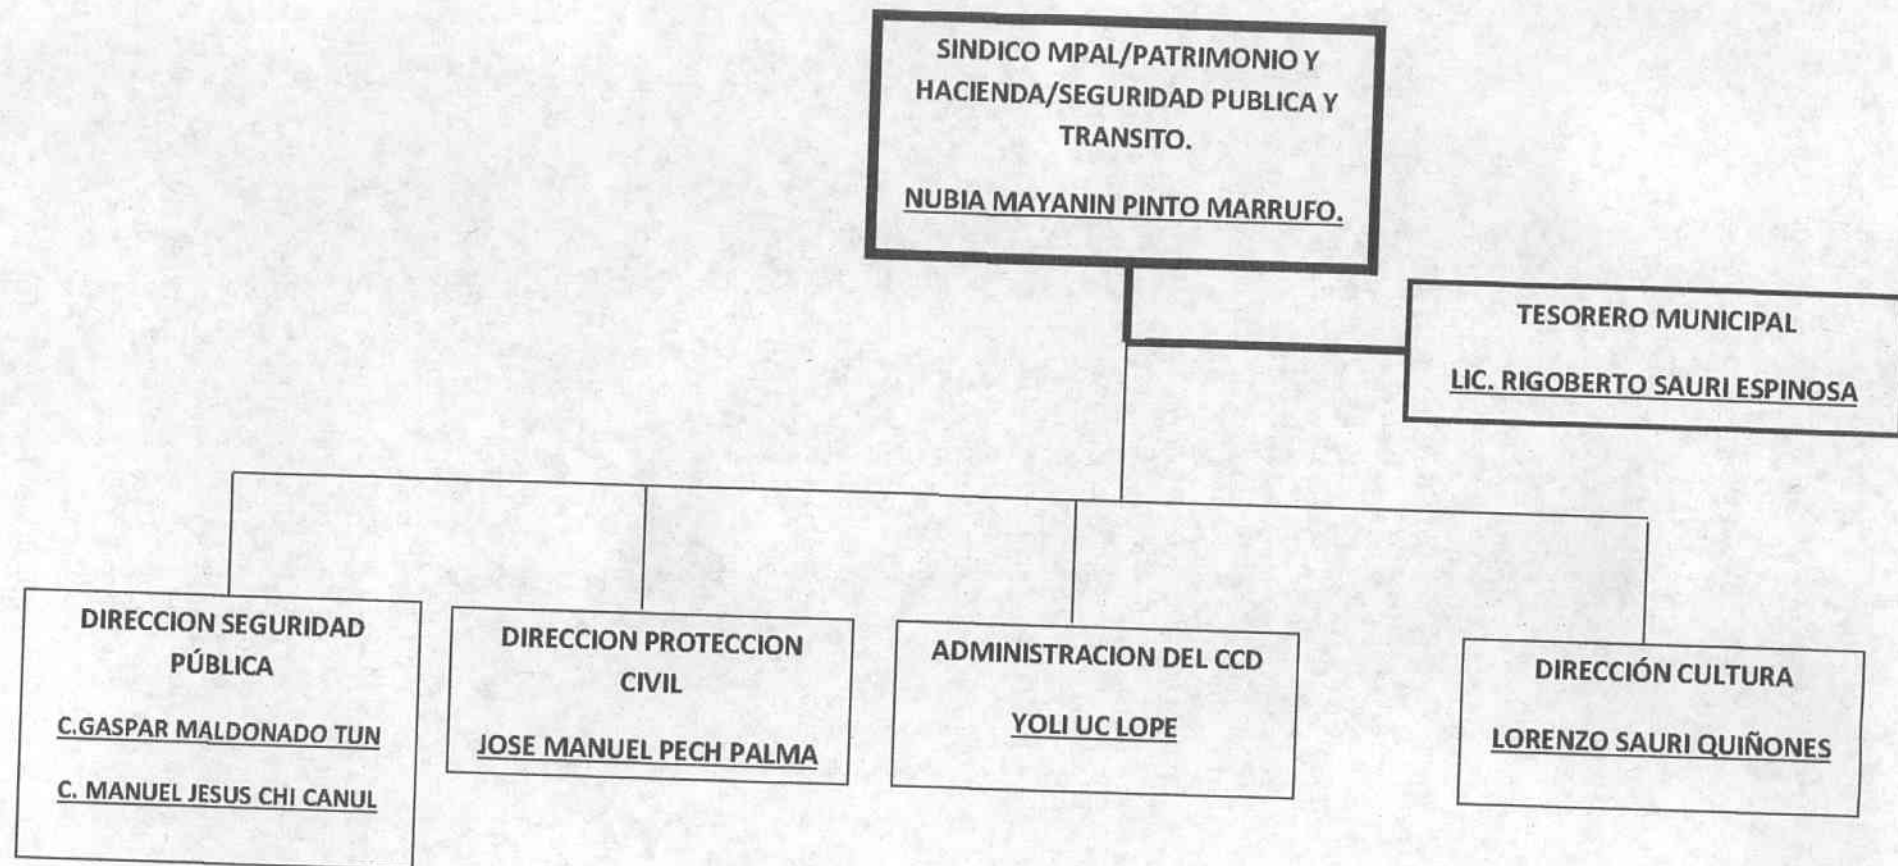 SINDICO MPAL/PATRIMONIO Y
HACIENDA/SEGURIDAD PUBLICA Y
TRANSITO.
NUBIA MAYANIN PINTO MARRUFO.
TESORERO MUNICIPAL
LIC. RIGOBERTO SAURI ESPINOSA
DIRECCION SEGURIDAD
PÚBLICA
C.GASPAR MALDONADO TUN
C. MANUEL JESUS CHI CANUL
DIRECCION PROTECCION
CIVIL
JOSE MANUEL PECH PALMA
ADMINISTRACION DEL CCD
YOLI UC LOPE
DIRECCIÓN CULTURA
LORENZO SAURI QUIÑONES